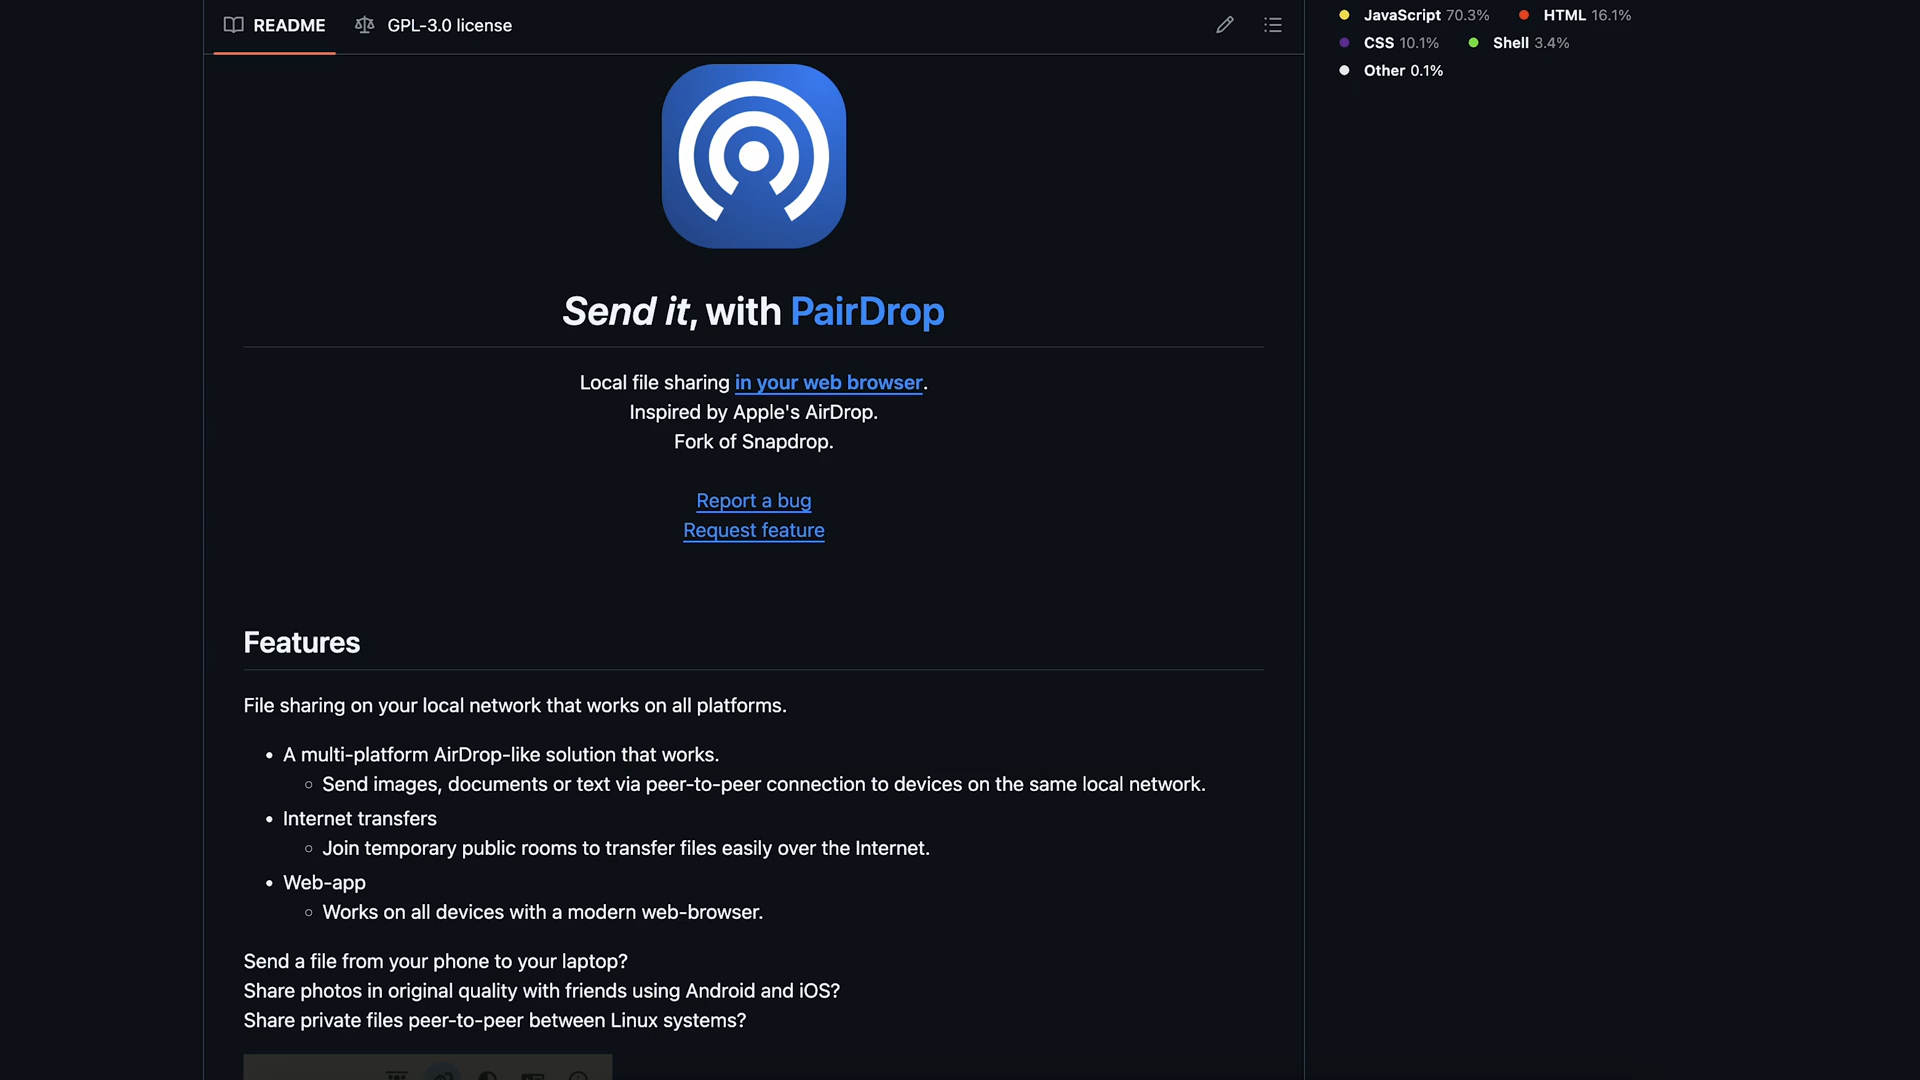 README
GPL-3.0 license
JavaScript 70.3%
HTML 16.1%
CSS 10.1%
Shell 3.4%
Other 0.1%
Send it, with PairDrop
Local file sharing in your web browser.
Inspired by Apple's AirDrop.
Fork of Snapdrop.
Report a bug
Request feature
Features
File sharing on your local network that works on all platforms.
A multi-platform AirDrop-like solution that works.
Send images, documents or text via peer-to-peer connection to devices on the same local network.
Internet transfers
Join temporary public rooms to transfer files easily over the Internet.
Web-app
Works on all devices with a modern web-browser.
Send a file from your phone to your laptop?
Share photos in original quality with friends using Android and iOS?
Share private files peer-to-peer between Linux systems?